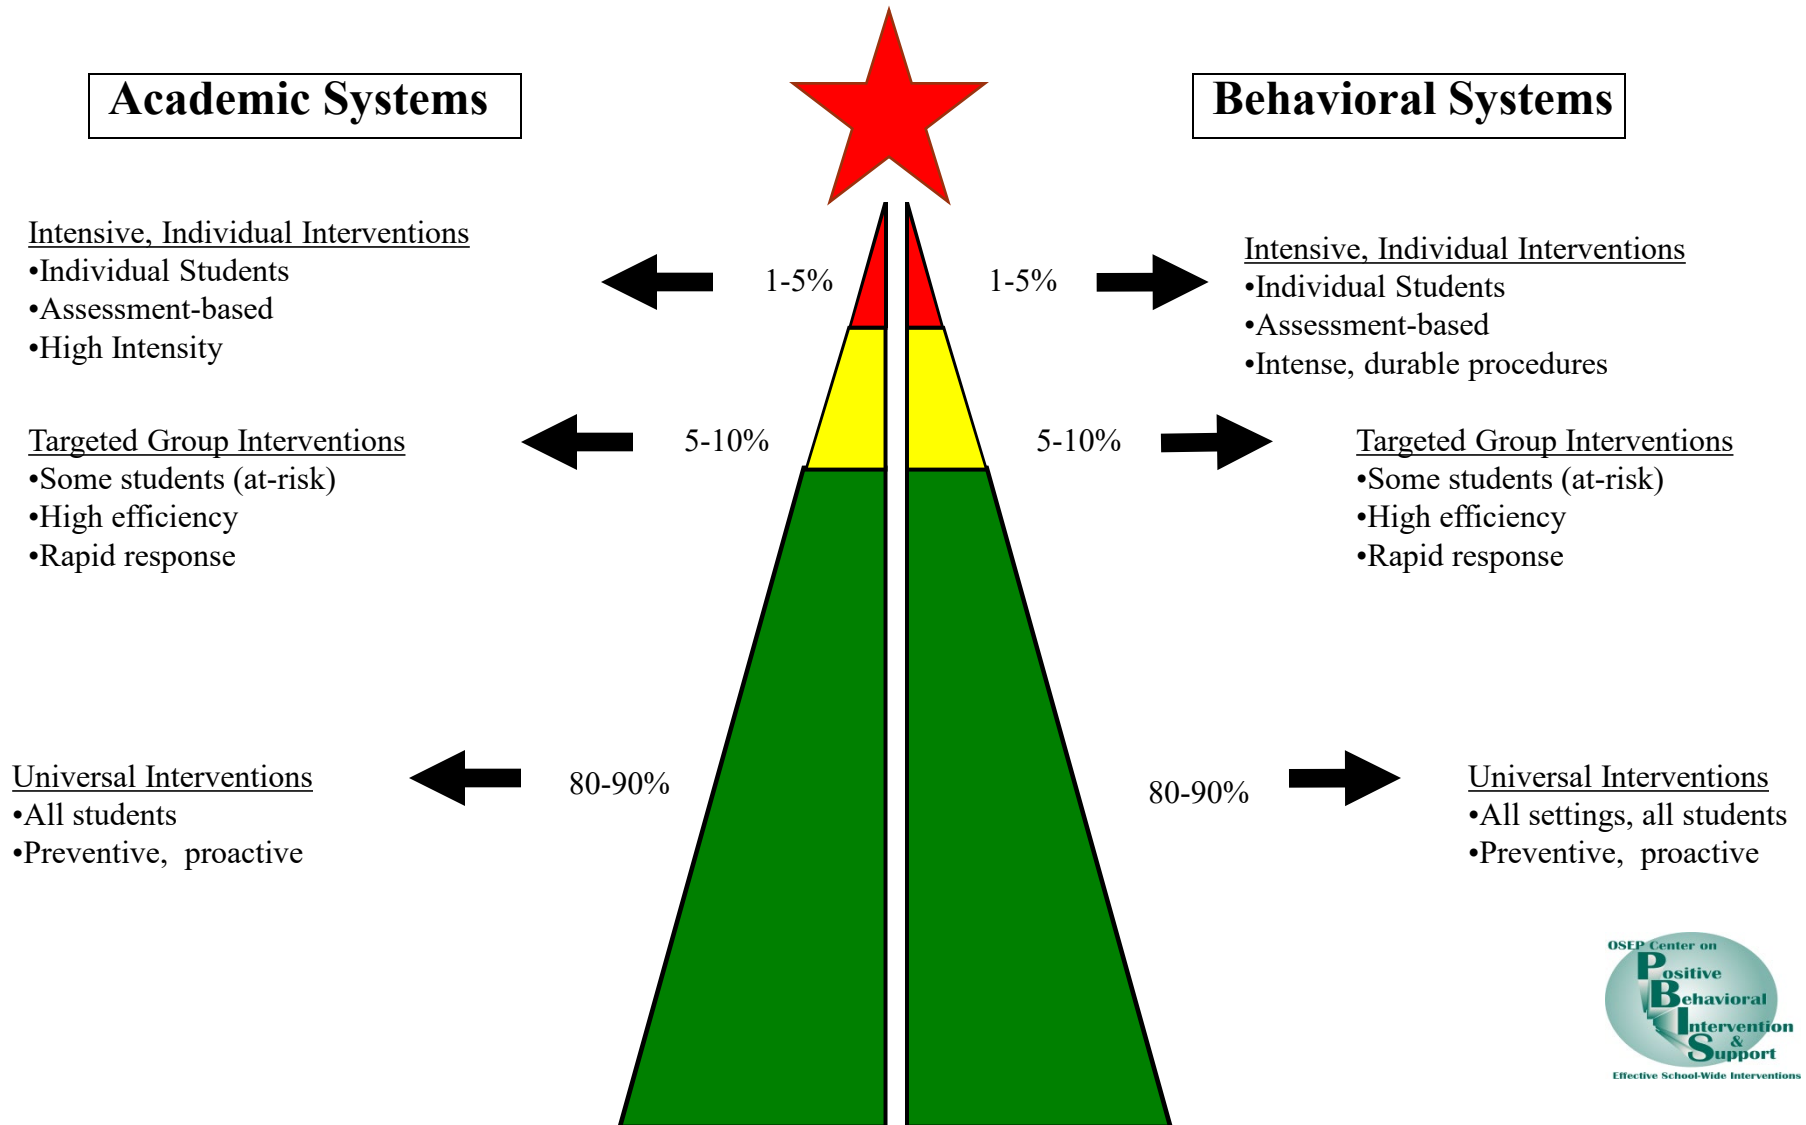 Academic Systems
Behavioral Systems
Intensive, Individual Interventions
•Individual Students
•Assessment-based
•High Intensity
1-5%
1-5%
Intensive, Individual Interventions
•Individual Students
•Assessment-based
•Intense, durable procedures
Targeted Group Interventions
•Some students (at-risk)
•High efficiency
•Rapid response
5-10%
5-10%
Targeted Group Interventions
•Some students (at-risk)
•High efficiency
•Rapid response
Universal Interventions
•All students
•Preventive,  proactive
80-90%
80-90%
Universal Interventions
•All settings, all students
•Preventive,  proactive
OSEP Center on
Positive
Behavioral
Intervention
&
Support
Effective School-Wide Interventions